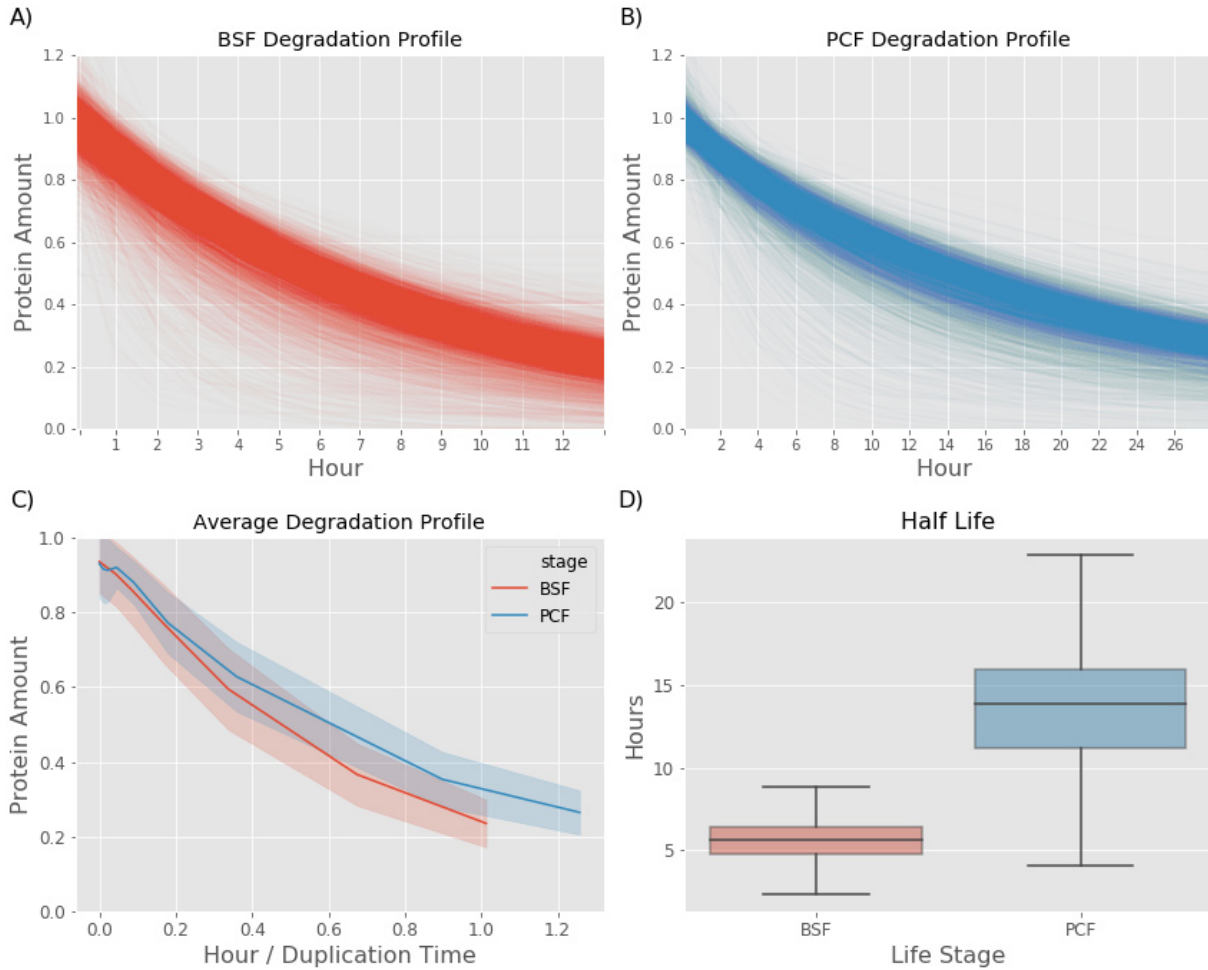 A)
BSF Degradation Profile
Protein Amount
1.2
1.0
0.8
0.6
0.4
0.2
0.0
1 2 3 4 5 6 7 8 9 10 11 12
Hour
B)
PCF Degradation Profile
Protein Amount
1.2
1.0
0.8
0.6
0.4
0.2
0.0
2 4 6 8 10 12 14 16 18 20 22 24 26
Hour
C)
Average Degradation Profile
Protein Amount
1.0
0.8
0.6
0.4
0.2
0.0
stage
BSF
PCF
0.0 0.2 0.4 0.6 0.8 1.0 1.2
Hour / Duplication Time
D)
Half Life
Hours
20
15
10
5
BSF PCF
Life Stage